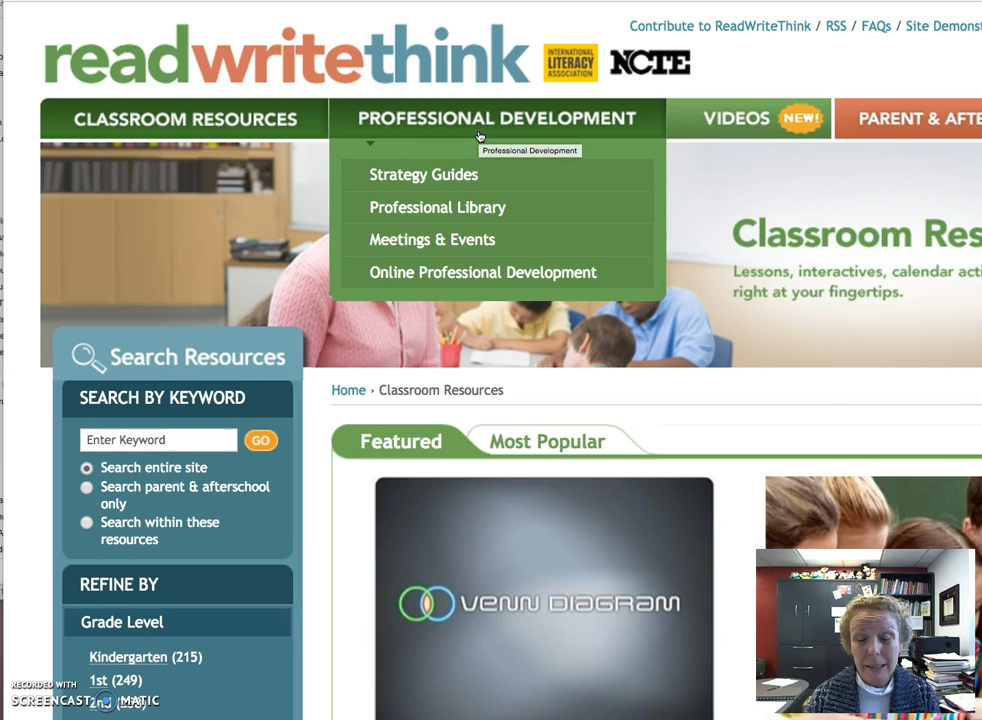 Contribute to ReadWriteThink / RSS / FAQs / Site Demonst
readwritethink
INTERNATIONAL
LITERACY
ASSOCIATION
NCTE
CLASSROOM RESOURCES
PROFESSIONAL DEVELOPMENT
VIDEOS NEW!
PARENT & AFTE
Professional Development
Strategy Guides
Professional Library
Meetings & Events
Online Professional Development
Classroom Res
Lessons, interactives, calendar acti
right at your fingertips.
Search Resources
SEARCH BY KEYWORD
Enter Keyword GO
Search entire site
Search parent & afterschool
only
Search within these
resources
REFINE BY
Grade Level
Kindergarten (215)
1st (249)
Home › Classroom Resources
Featured
Most Popular
VENN DIAGRAM
RECORDED WITH
SCREENCAST MATIC